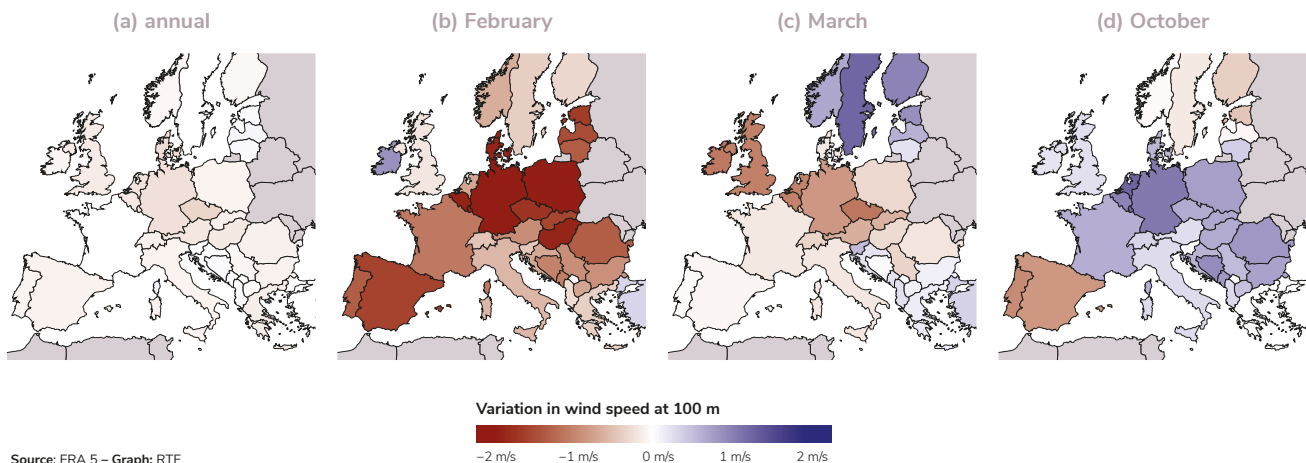 (a) annual
(b) February
(c) March
(d) October
Variation in wind speed at 100 m
−2 m/s
−1 m/s
0 m/s
1 m/s
2 m/s
Source: ERA 5 – Graph: RTE